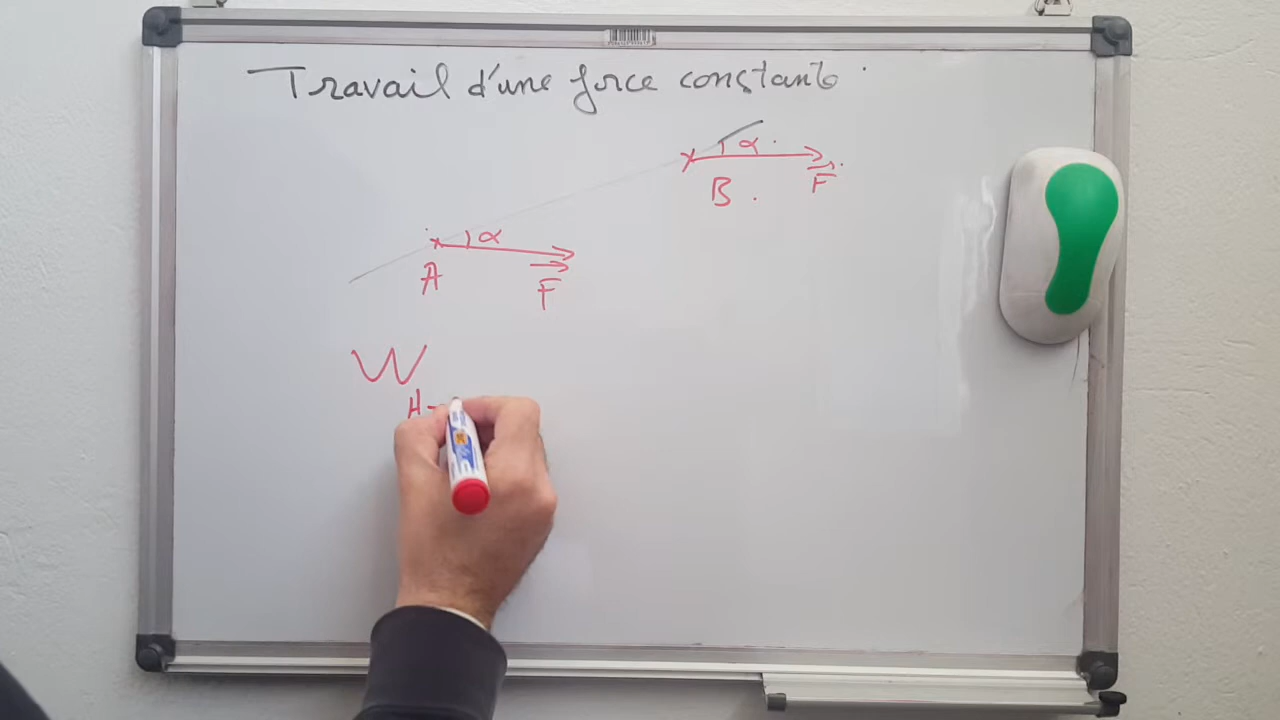 Travail d'une force constante
α
B
F
α
A
F
W
A